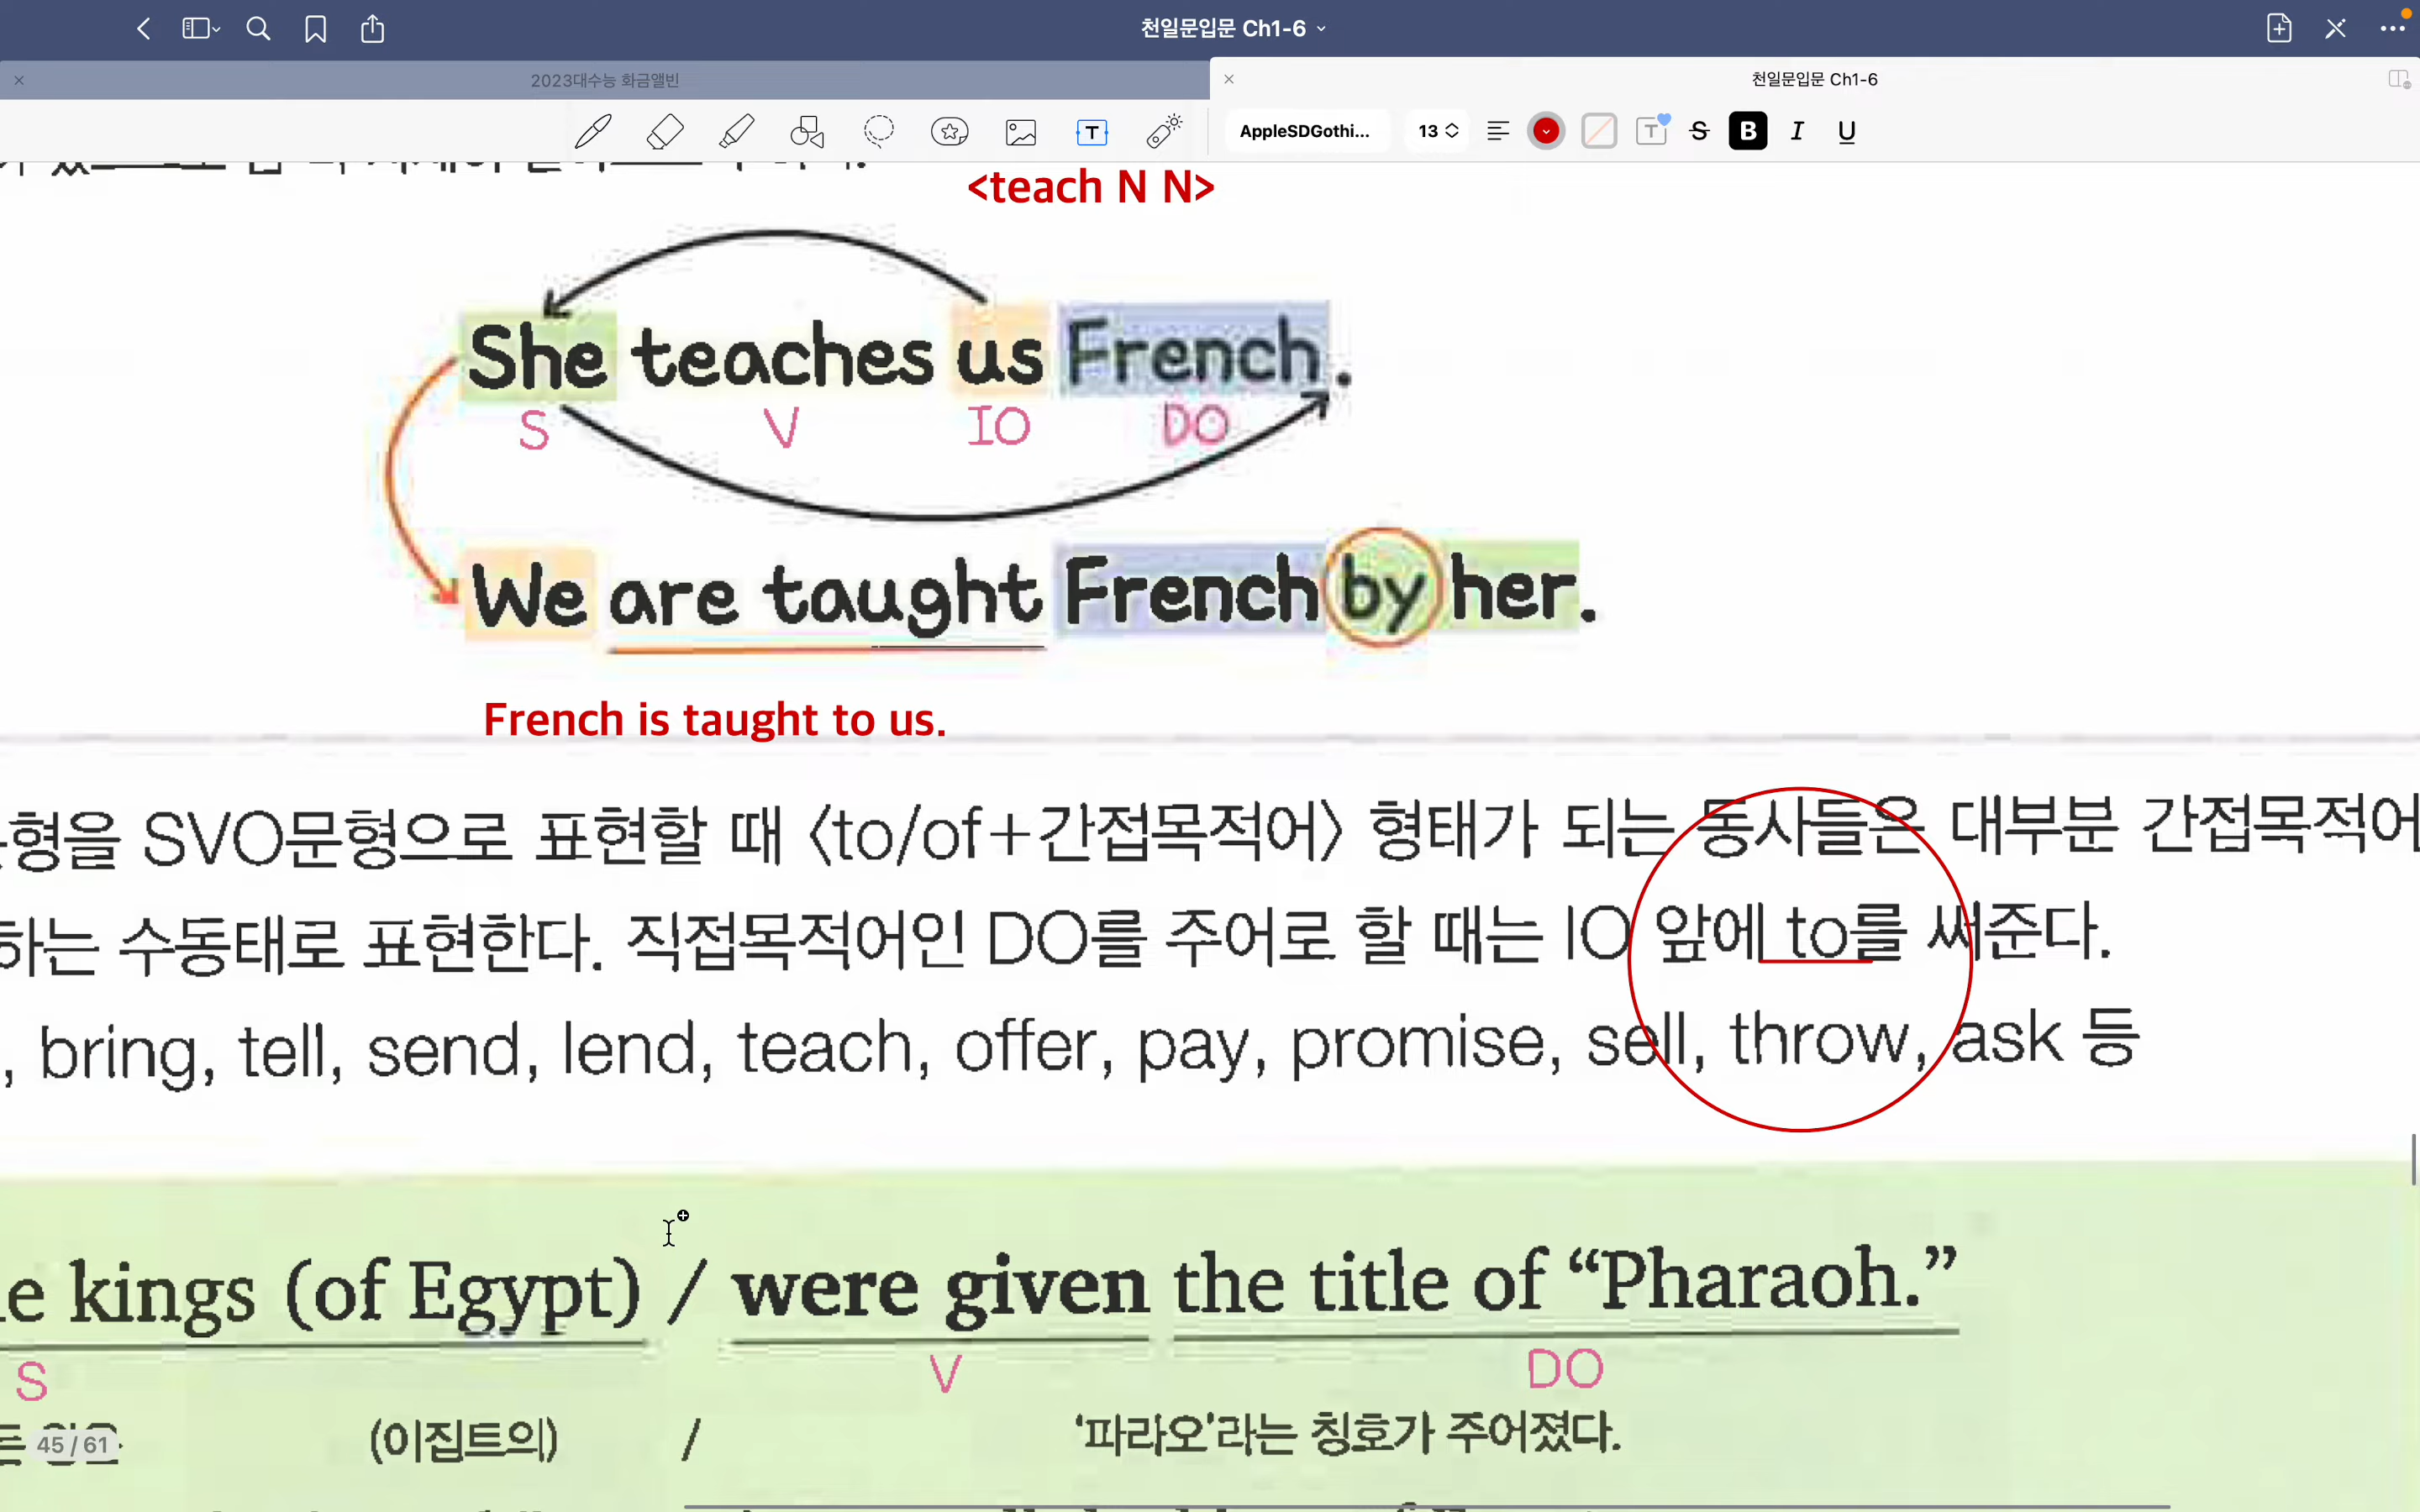 천일문입문 Ch1-6
2023대수능 화금앨빈
천일문입문 Ch1-6
AppleSDGothi... 13 S B I U
<teach N N>
She teaches us French.
S V IO DO
We are taught French by her.
French is taught to us.
형을 SVO문형으로 표현할 때 〈to/of+간접목적어〉 형태가 되는 동사들은 대부분 간접목적어
하는 수동태로 표현한다. 직접목적어인 DO를 주어로 할 때는 IO 앞에 to를 써준다.
, bring, tell, send, lend, teach, offer, pay, promise, sell, throw, ask 등
e kings (of Egypt) / were given the title of “Pharaoh.”
S V DO
(이집트의) / ‘파라오’라는 칭호가 주어졌다.
45 / 61